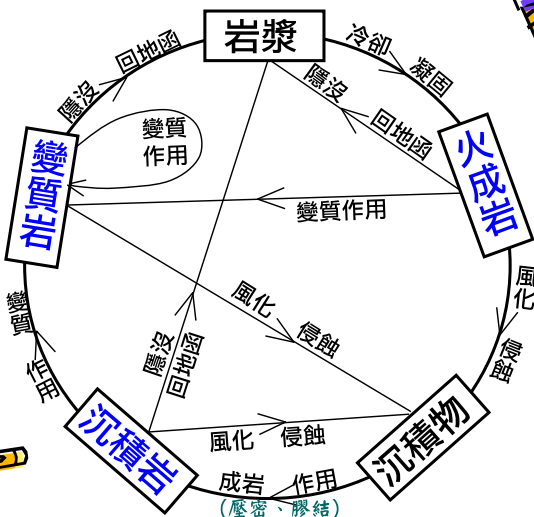 岩漿
冷卻
凝固
隱沒
回地函
隱沒
回地函
變質
作用
變質岩
火成岩
變質作用
風化
侵蝕
風化
侵蝕
變質
作用
隱沒
回地函
沉積岩
沉積物
風化
侵蝕
成岩
作用
(壓密、膠結)